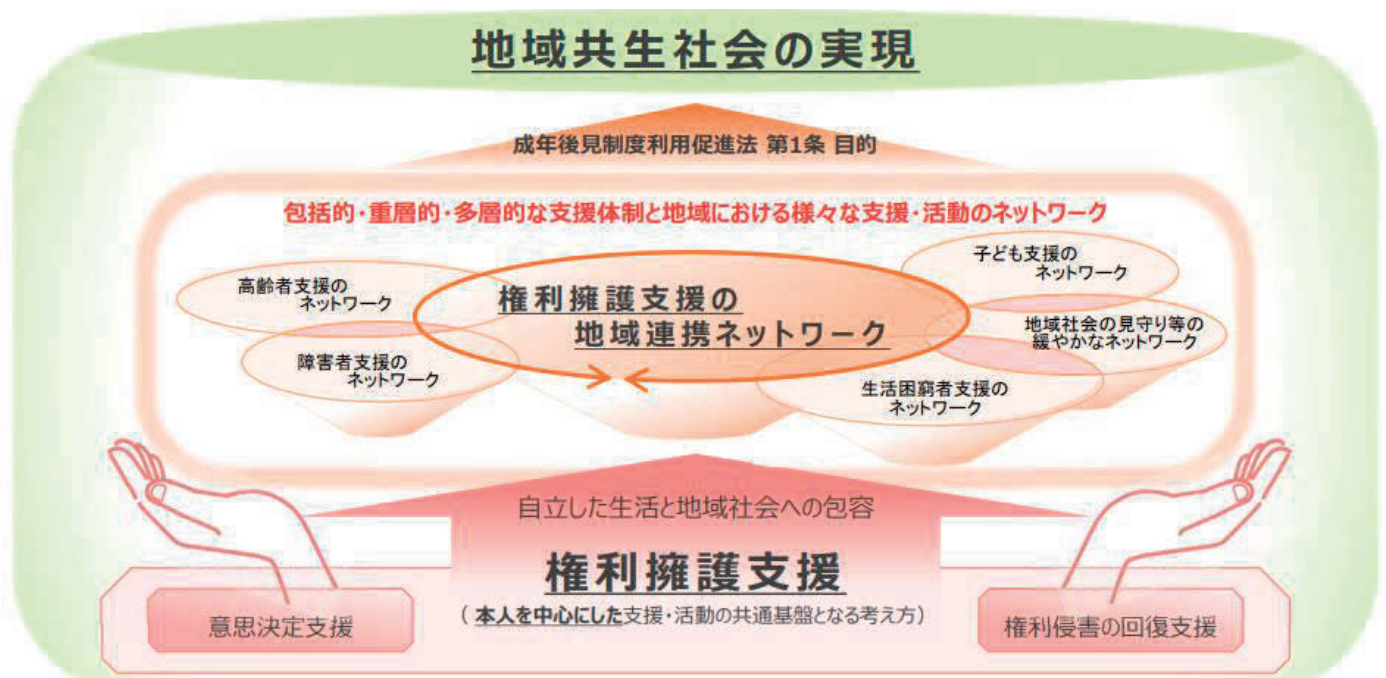 地域共生社会の実現
成年後見制度利用促進法 第1条 目的
包括的・重層的・多層的な支援体制と地域における様々な支援・活動のネットワーク
高齢者支援の
ネットワーク
障害者支援の
ネットワーク
権利擁護支援の
地域連携ネットワーク
子ども支援の
ネットワーク
地域社会の見守り等の
緩やかなネットワーク
生活困窮者支援の
ネットワーク
自立した生活と地域社会への包容
権利擁護支援
（本人を中心にした支援・活動の共通基盤となる考え方）
意思決定支援
権利侵害の回復支援